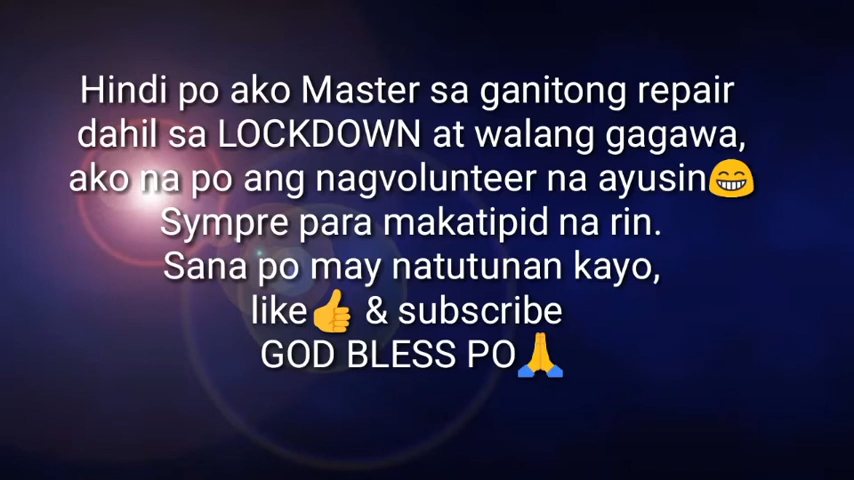 Hindi po ako Master sa ganitong repair
dahil sa LOCKDOWN at walang gagawa,
ako na po ang nagvolunteer na ayusin😁
Sympre para makatipid na rin.
Sana po may natutunan kayo,
like👍 & subscribe
GOD BLESS PO🙏